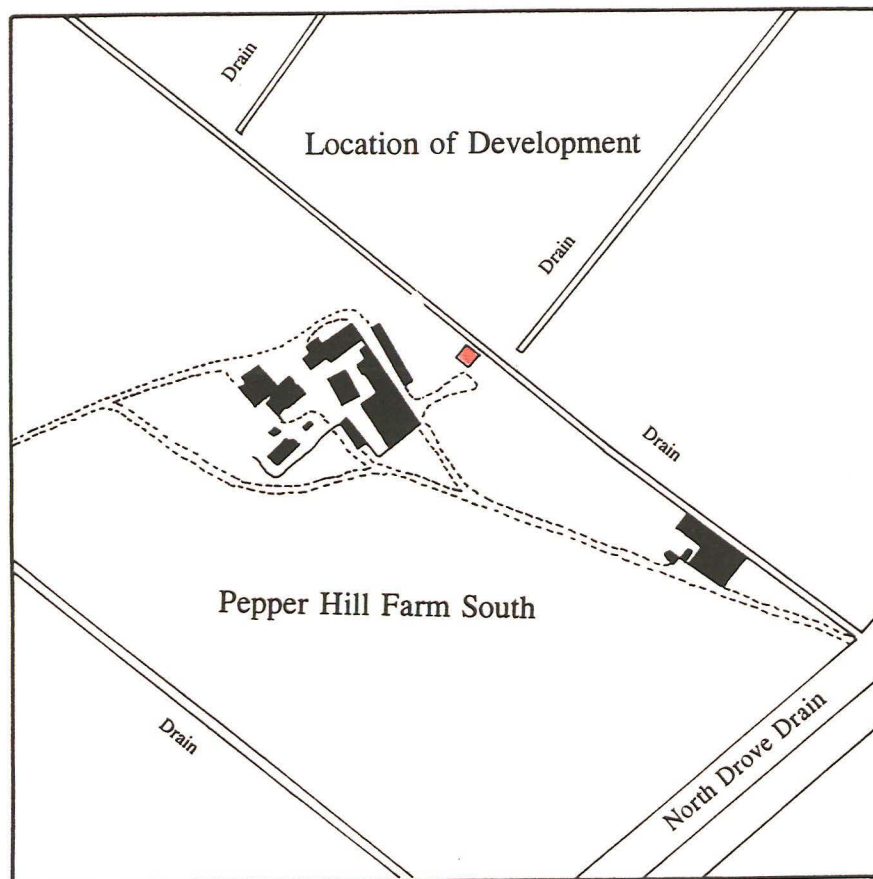 Drain
Location of Development
Drain
Drain
Pepper Hill Farm South
Drain
North Drove Drain